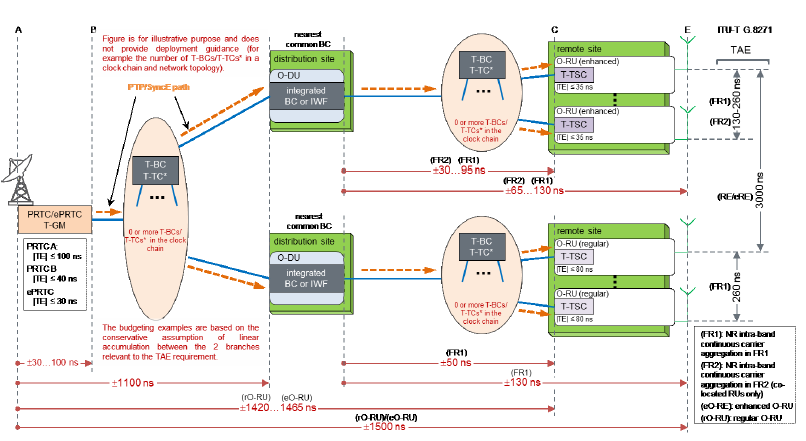 A
B
C
E
ITU-T G.8271
TAE
Figure is for illustrative purpose and does
not provide deployment guidance (for
example the number of T-BCs/T-TCs* in a
clock chain and network topology).
PTP/SyncE path
nearest
common BC
distribution site
O-DU
integrated
BC or IWF
T-BC
T-TC*
...
0 or more T-BCs/
T-TCs* in the
clock chain
remote site
O-RU (enhanced)
T-TSC
|TE| ≤ 35 ns
O-RU (enhanced)
T-TSC
|TE| ≤ 35 ns
(FR1)
130-260 ns
(FR2)
(FR2) (FR1)
±30...95 ns
(FR2) (FR1)
±65...130 ns
3000 ns
(RE/eRE)
T-BC
T-TC*
...
0 or more T-BCs/
T-TCs* in the clock
chain
PRTC/ePRTC
T-GM
PRTC A:
|TE| ≤ 100 ns
PRTC B
|TE| ≤ 40 ns
ePRTC
|TE| ≤ 30 ns
nearest
common BC
distribution site
O-DU
integrated
BC or IWF
T-BC
T-TC*
...
0 or more T-BCs/
T-TCs* in the
clock chain
remote site
O-RU (regular)
T-TSC
|TE| ≤ 80 ns
O-RU (regular)
T-TSC
|TE| ≤ 80 ns
(FR1)
260 ns
The budgeting examples are based on the
conservative assumption of linear
accumulation between the 2 branches
relevant to the TAE requirement.
±30...100 ns
(FR1)
±50 ns
±1100 ns
(FR1)
±130 ns
(rO-RU) (eO-RU)
±1420...1465 ns
(rO-RU)/(eO-RU)
±1500 ns
(FR1): NR intra-band
continuous carrier
aggregation in FR1
(FR2): NR intra-band
continuous carrier
aggregation in FR2 (co-
located RUs only)
(eO-RE): enhanced O-RU
(rO-RU): regular O-RU